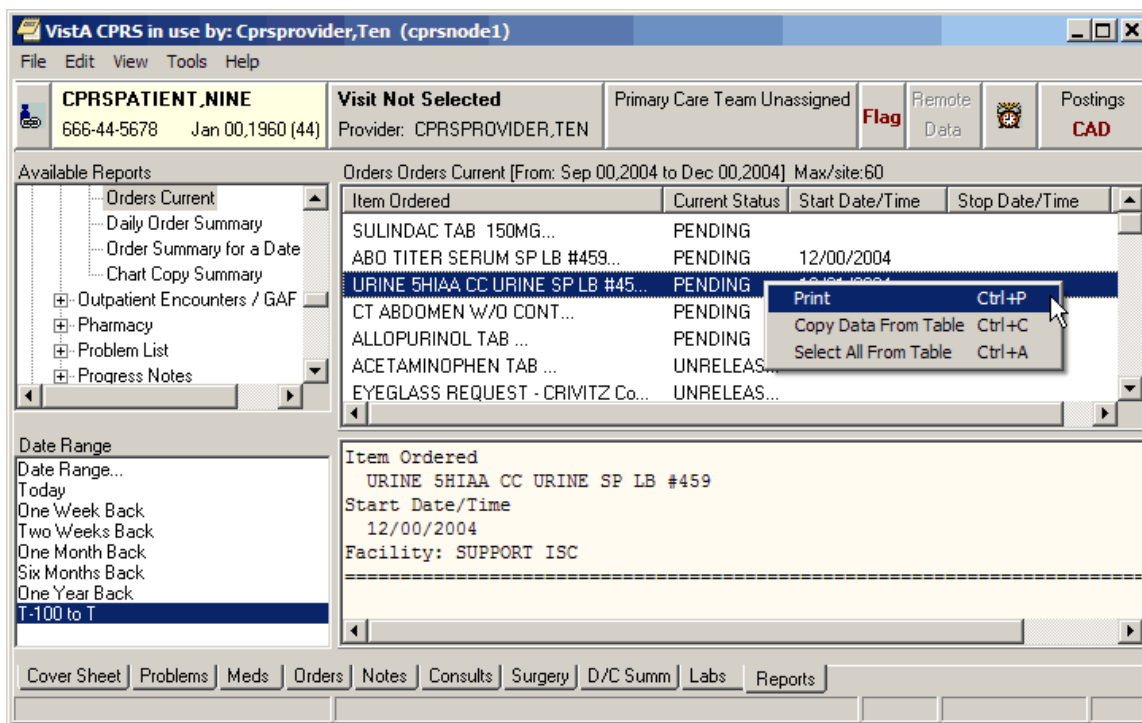 VistA CPRS in use by: Cprsprovider,Ten (cprsnode1)
File Edit View Tools Help
CPRSPATIENT,NINE
666-44-5678 Jan 00,1960 (44)
Visit Not Selected
Provider: CPRSPROVIDER,TEN
Primary Care Team Unassigned
Flag
Remote
Data
Postings
CAD
Available Reports
Orders Current
Daily Order Summary
Order Summary for a Date
Chart Copy Summary
Outpatient Encounters / GAF
Pharmacy
Problem List
Progress Notes
Orders Orders Current [From: Sep 00,2004 to Dec 00,2004] Max/site:60
Item Ordered Current Status Start Date/Time Stop Date/Time
SULINDAC TAB 150MG... PENDING
ABO TITER SERUM SP LB #459... PENDING 12/00/2004
URINE 5HIAA CC URINE SP LB #45... PENDING
CT ABDOMEN W/O CONT... PENDING
ALLOPURINOL TAB ... PENDING
ACETAMINOPHEN TAB ... UNRELEAS...
EYEGLASS REQUEST - CRIVITZ Co... UNRELEAS...
Print Ctrl+P
Copy Data From Table Ctrl+C
Select All From Table Ctrl+A
Date Range
Date Range...
Today
One Week Back
Two Weeks Back
One Month Back
Six Months Back
One Year Back
T-100 to T
Item Ordered
URINE 5HIAA CC URINE SP LB #459
Start Date/Time
12/00/2004
Facility: SUPPORT ISC
================================================================================
Cover Sheet Problems Meds Orders Notes Consults Surgery D/C Summ Labs Reports